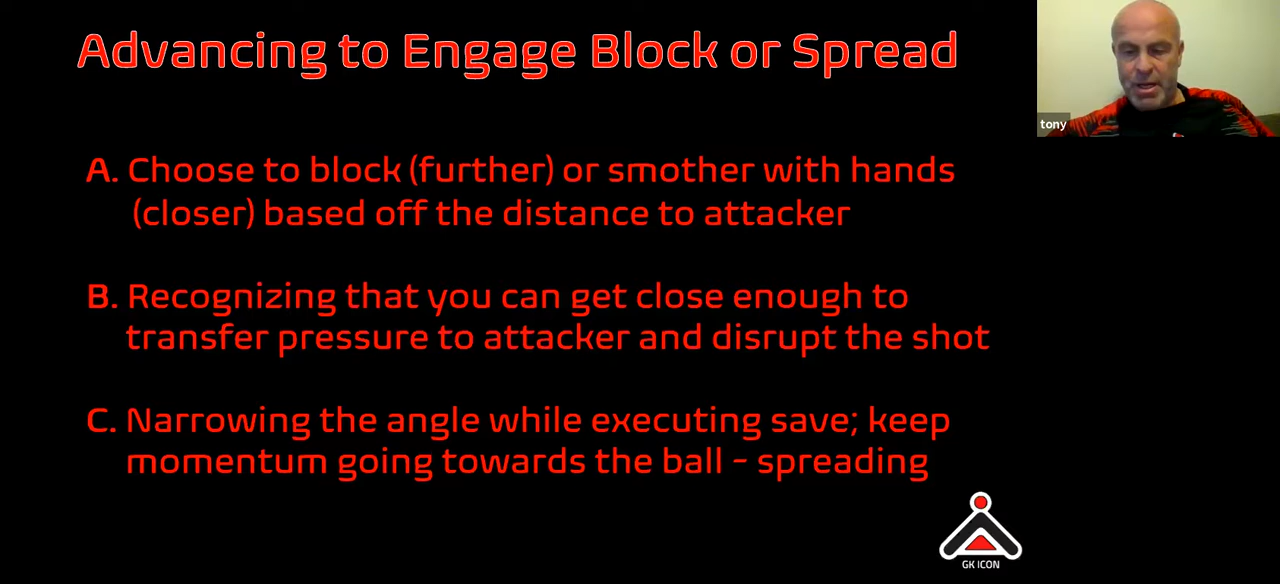 Advancing to Engage Block or Spread
tony
A. Choose to block (further) or smother with hands
(closer) based off the distance to attacker
B. Recognizing that you can get close enough to
transfer pressure to attacker and disrupt the shot
C. Narrowing the angle while executing save; keep
momentum going towards the ball - spreading
GK ICON